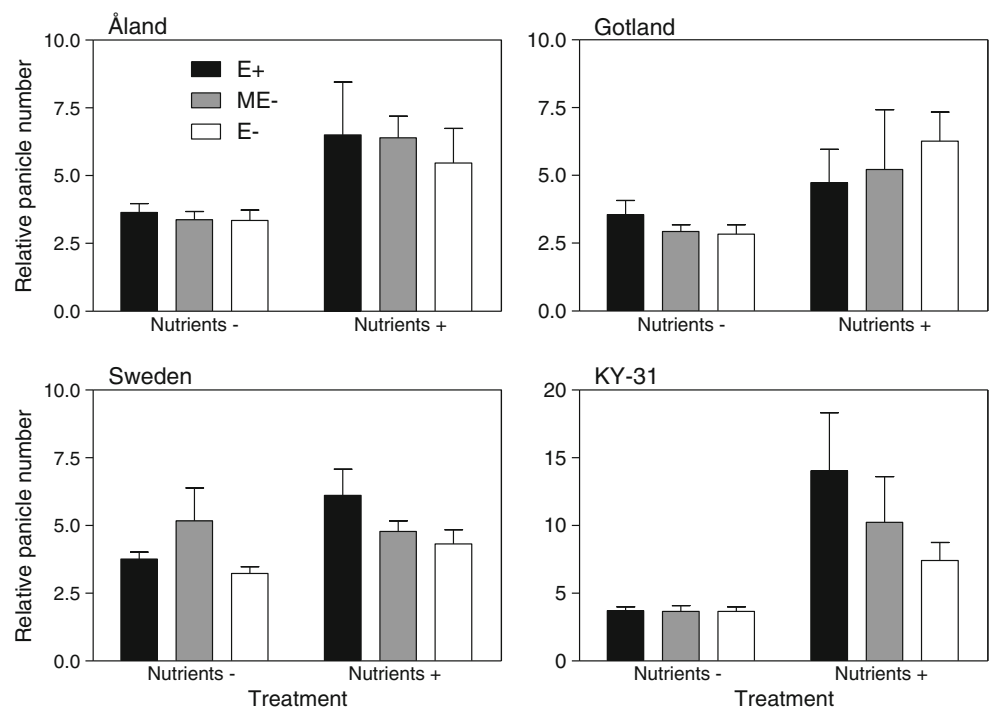 Åland
Relative panicle number
10.0
7.5
5.0
2.5
0.0
E+
ME-
E-
Nutrients -
Nutrients +
Gotland
10.0
7.5
5.0
2.5
0.0
Nutrients -
Nutrients +
Sweden
Relative panicle number
10.0
7.5
5.0
2.5
0.0
Nutrients -
Nutrients +
Treatment
KY-31
20
15
10
5
0
Nutrients -
Nutrients +
Treatment